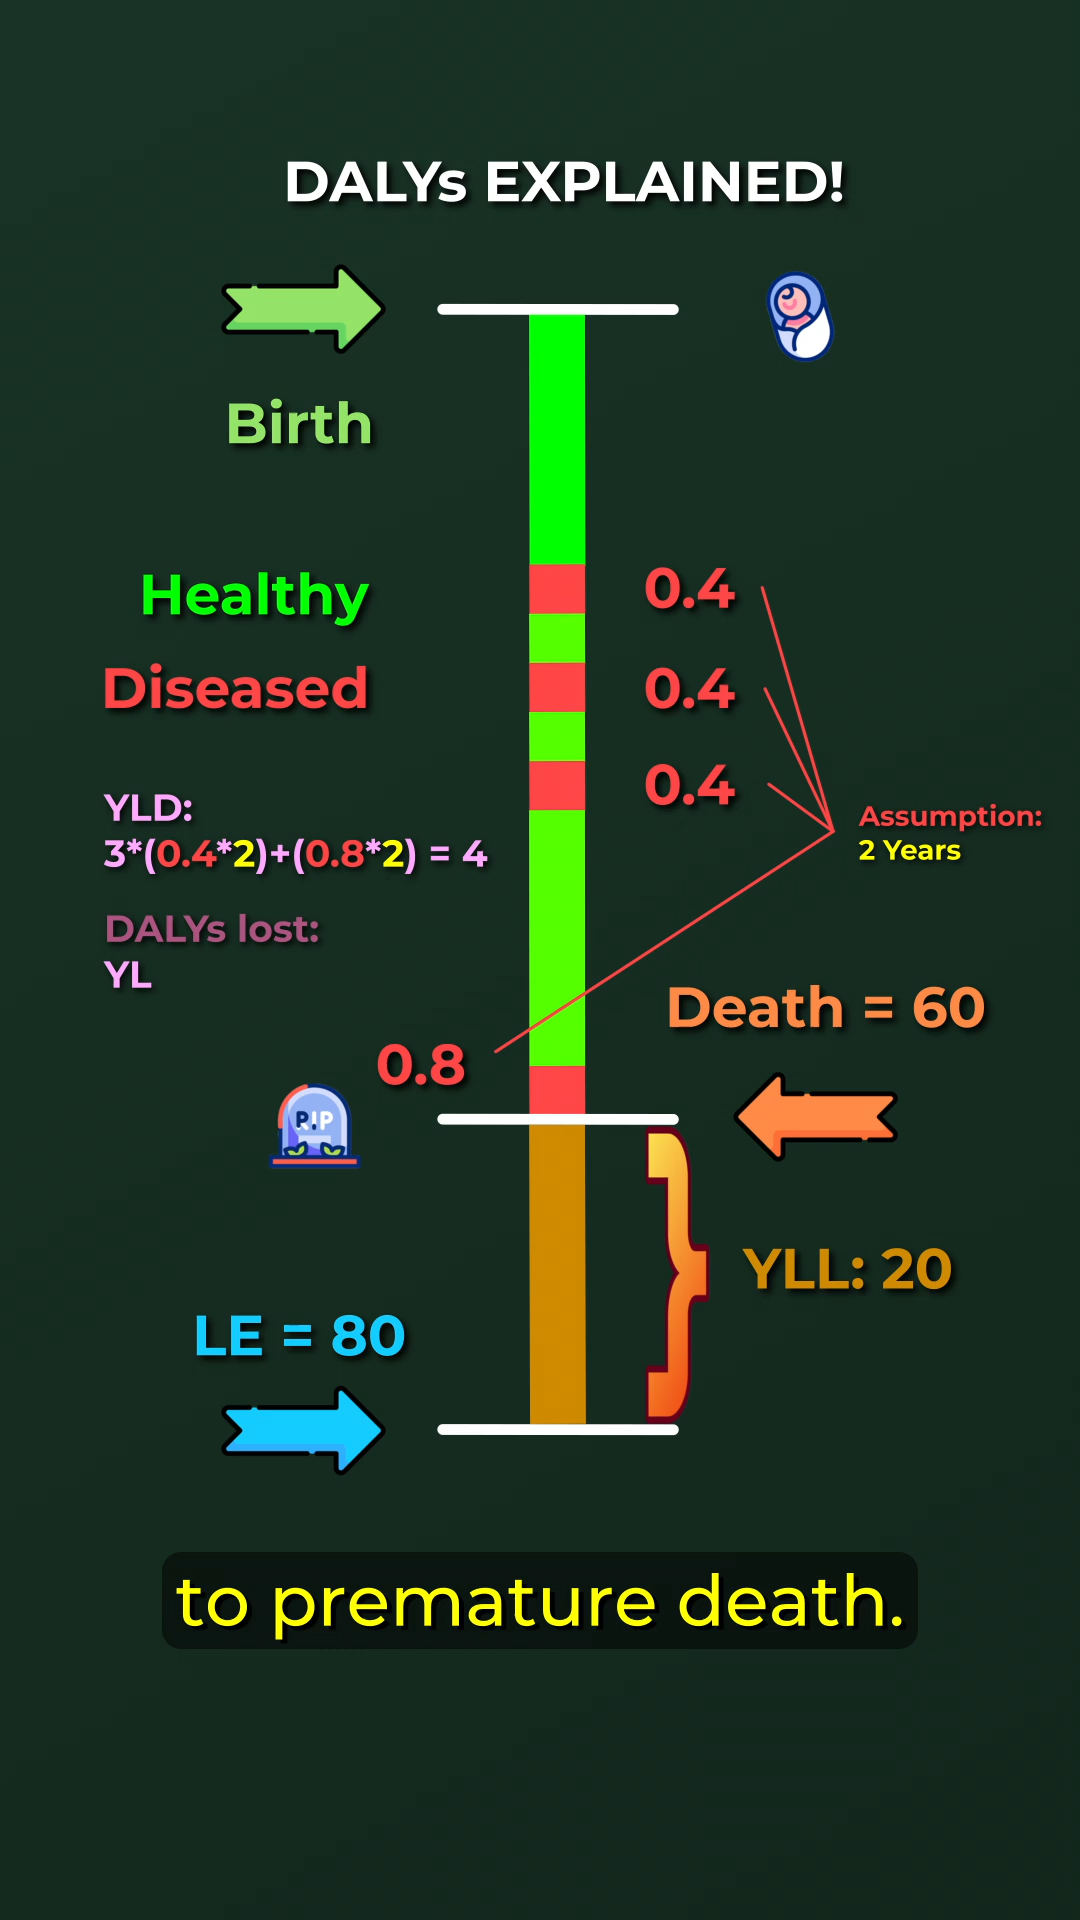 DALYs EXPLAINED!
Birth
Healthy
0.4
Diseased
0.4
0.4
YLD:
3*(0.4*2)+(0.8*2) = 4
Assumption:
2 Years
DALYs lost:
YL
Death = 60
0.8
R.I.P
YLL: 20
LE = 80
to premature death.